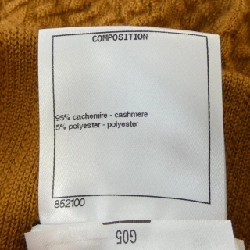 COMPOSITION
95% cachemire - cashmere
5% polyester - polyester
852100
G05